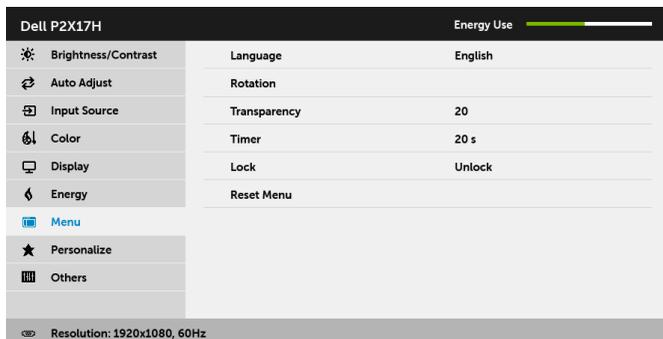 Dell P2X17H Energy Use
Brightness/Contrast Language English
Auto Adjust Rotation
Input Source Transparency 20
Color Timer 20 s
Display Lock Unlock
Energy Reset Menu
Menu
Personalize
Others
Resolution: 1920x1080, 60Hz